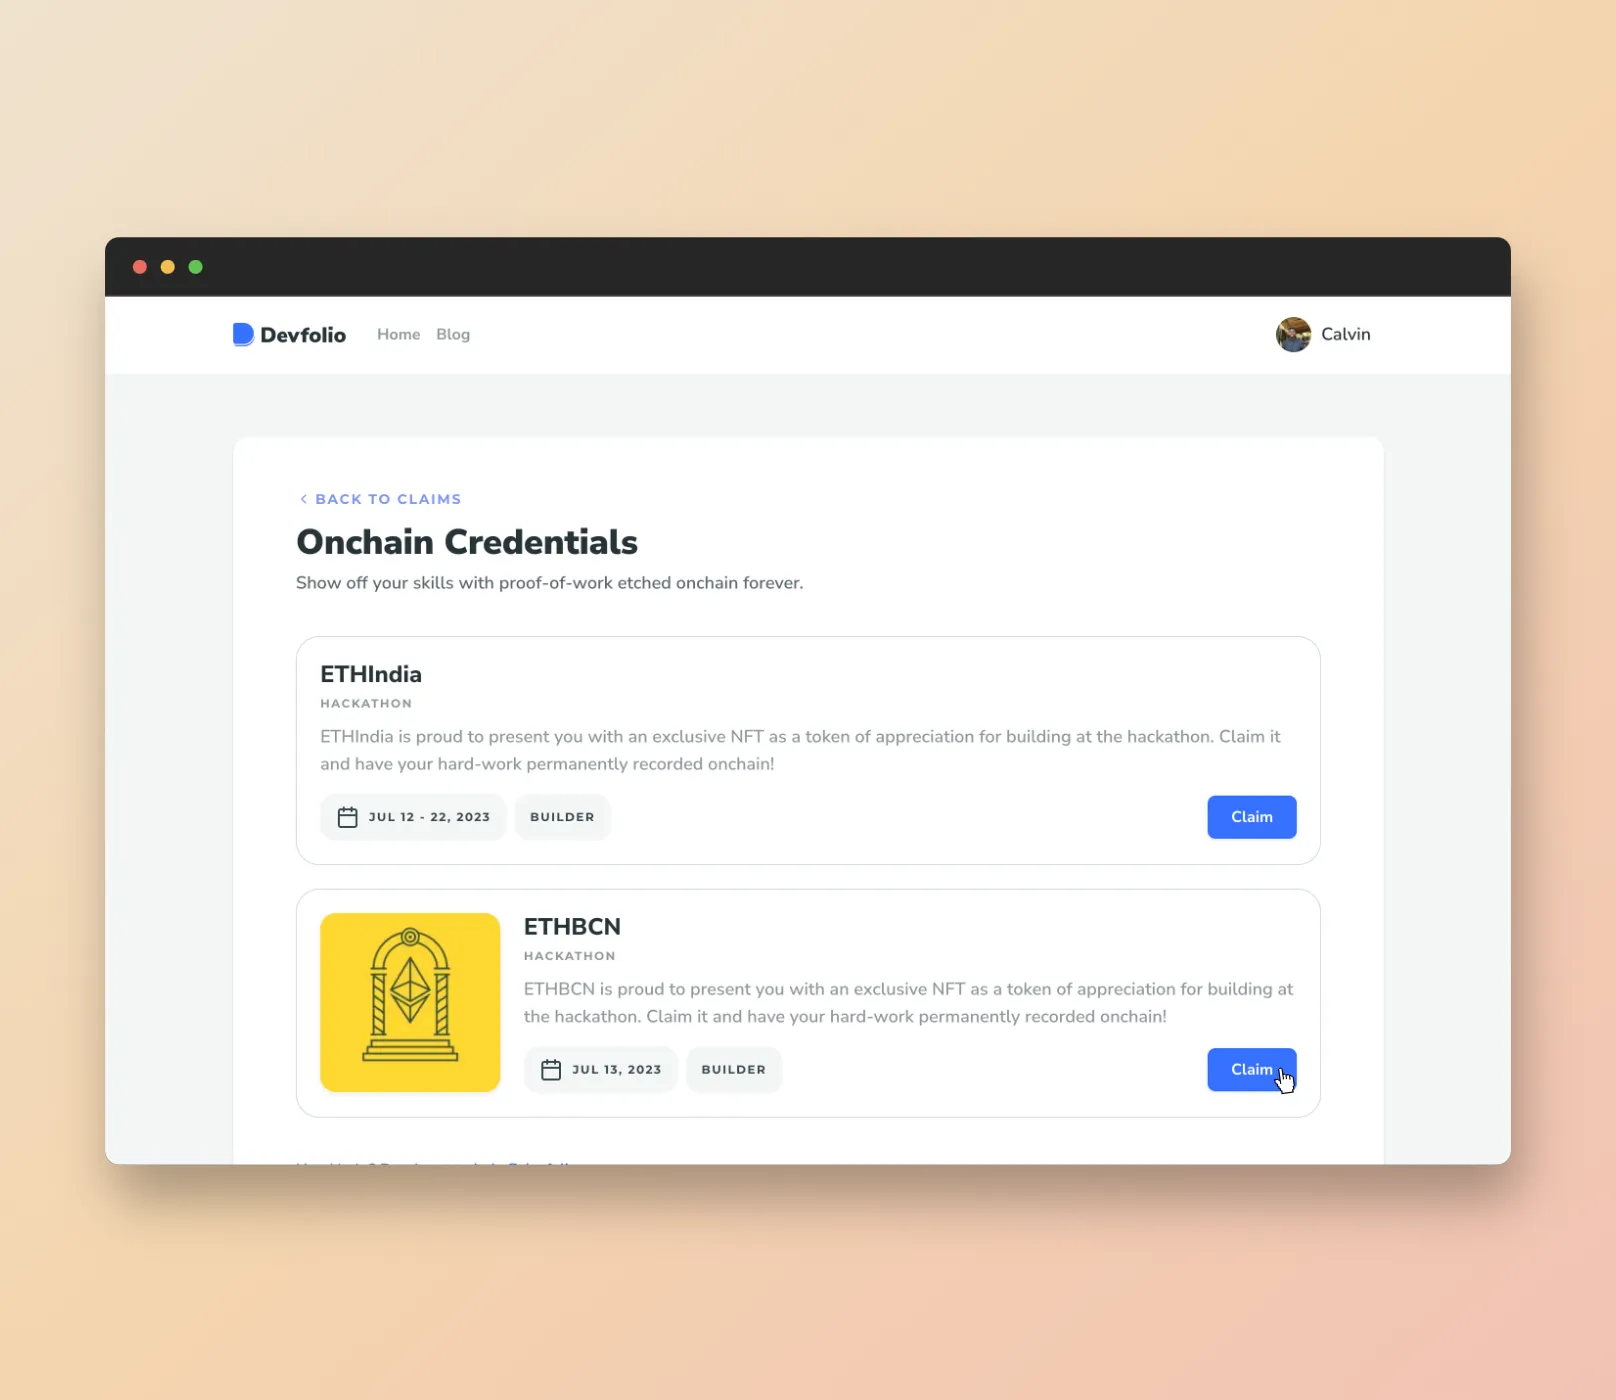 Devfolio Home Blog Calvin
BACK TO CLAIMS
Onchain Credentials
Show off your skills with proof-of-work etched onchain forever.
ETHIndia
HACKATHON
ETHIndia is proud to present you with an exclusive NFT as a token of appreciation for building at the hackathon. Claim it
and have your hard-work permanently recorded onchain!
JUL 12 - 22, 2023 BUILDER Claim
ETHBCN
HACKATHON
ETHBCN is proud to present you with an exclusive NFT as a token of appreciation for building at
the hackathon. Claim it and have your hard-work permanently recorded onchain!
JUL 13, 2023 BUILDER Claim